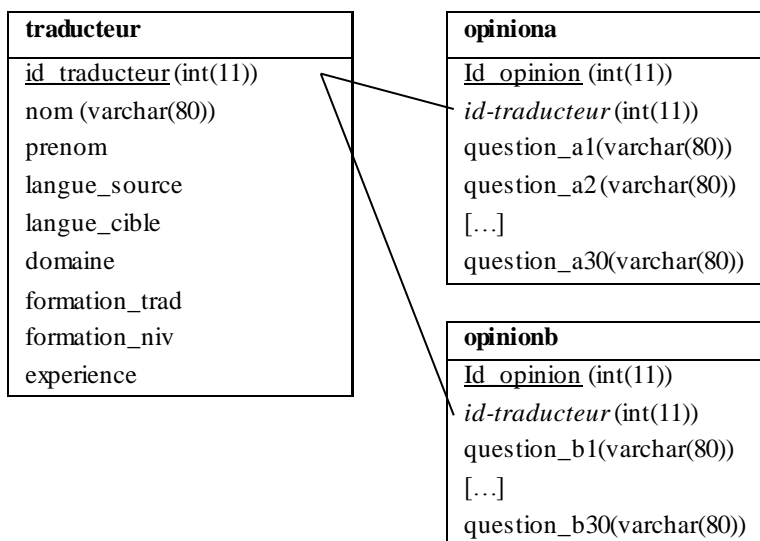 traducteur
id_traducteur (int(11))
nom (varchar(80))
prenom
langue_source
langue_cible
domaine
formation_trad
formation_niv
experience
opiniona
Id_opinion (int(11))
id-traducteur (int(11))
question_a1(varchar(80))
question_a2 (varchar(80))
[…]
question_a30(varchar(80))
opinionb
Id_opinion (int(11))
id-traducteur (int(11))
question_b1(varchar(80))
[…]
question_b30(varchar(80))